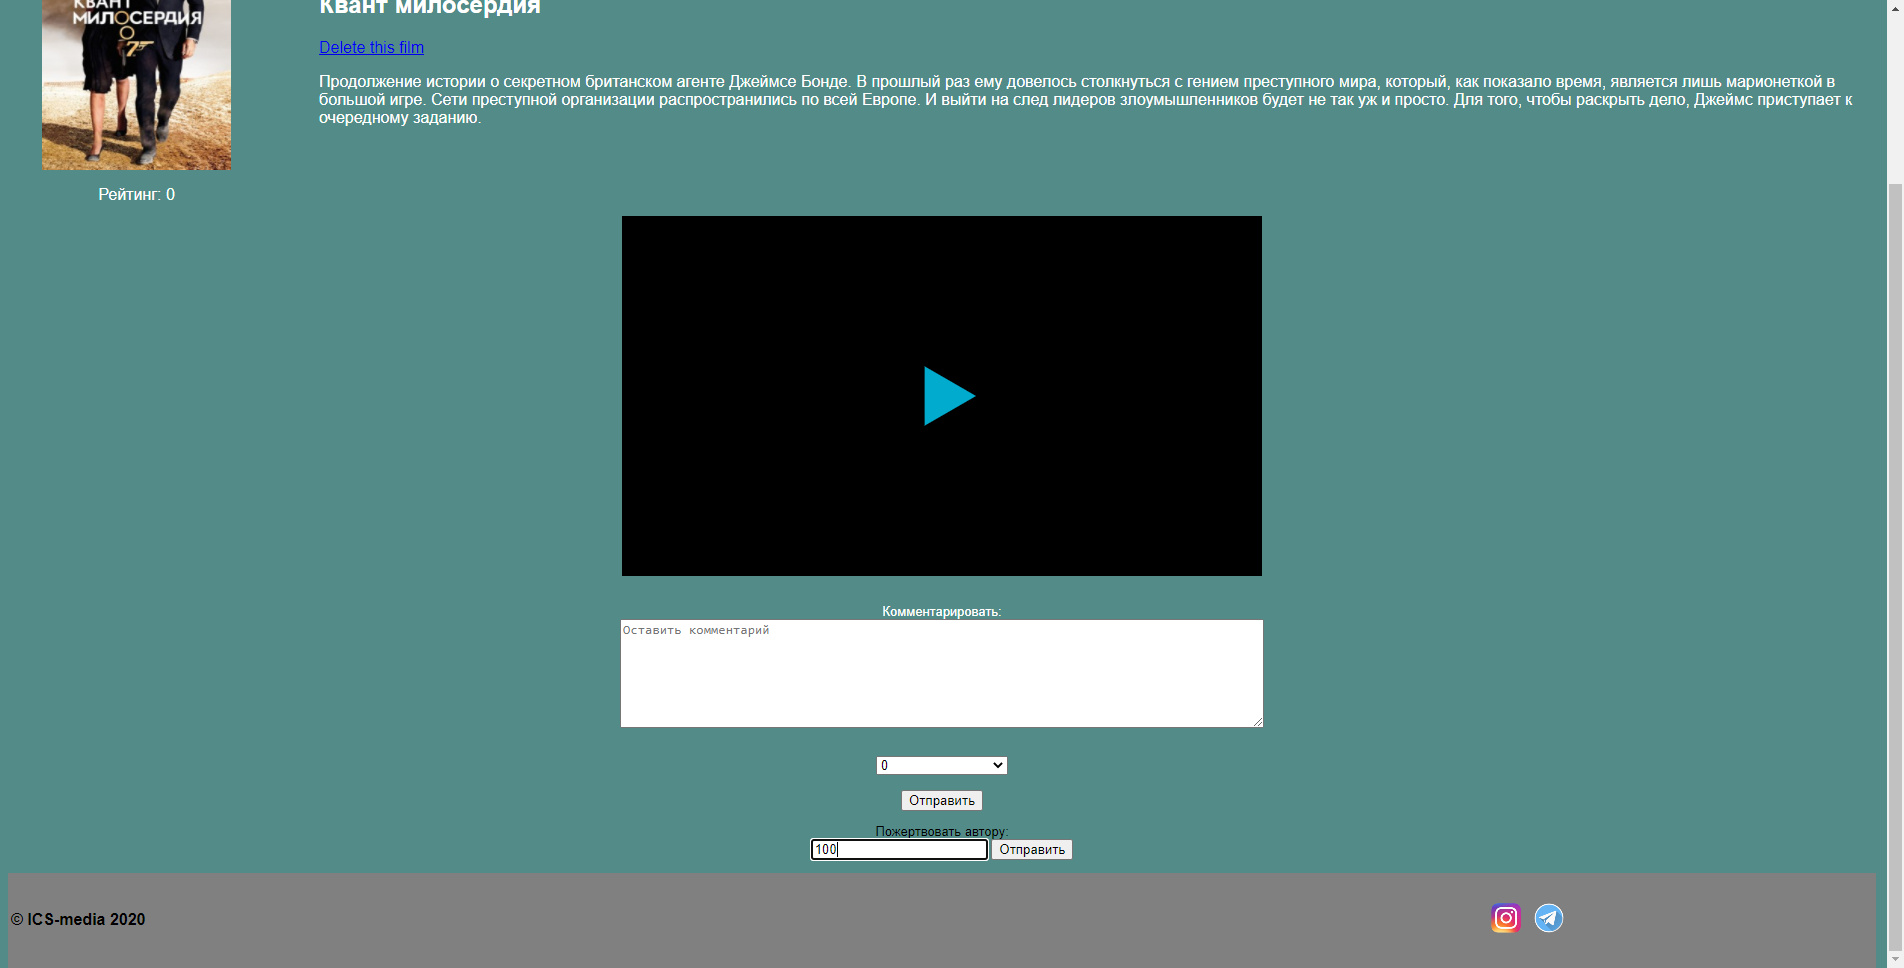 КВАНТ
МИЛОСЕРДИЯ
007
Квант милосердия
Delete this film
Продолжение истории о секретном британском агенте Джеймсе Бонде. В прошлый раз ему довелось столкнуться с гением преступного мира, который, как показало время, является лишь марионеткой в
большой игре. Сети преступной организации распространились по всей Европе. И выйти на след лидеров злоумышленников будет не так уж и просто. Для того, чтобы раскрыть дело, Джеймс приступает к
очередному заданию.
Рейтинг: 0
Комментировать:
Оставить комментарий
0
Отправить
Пожертвовать автору:
100 Отправить
© ICS-media 2020